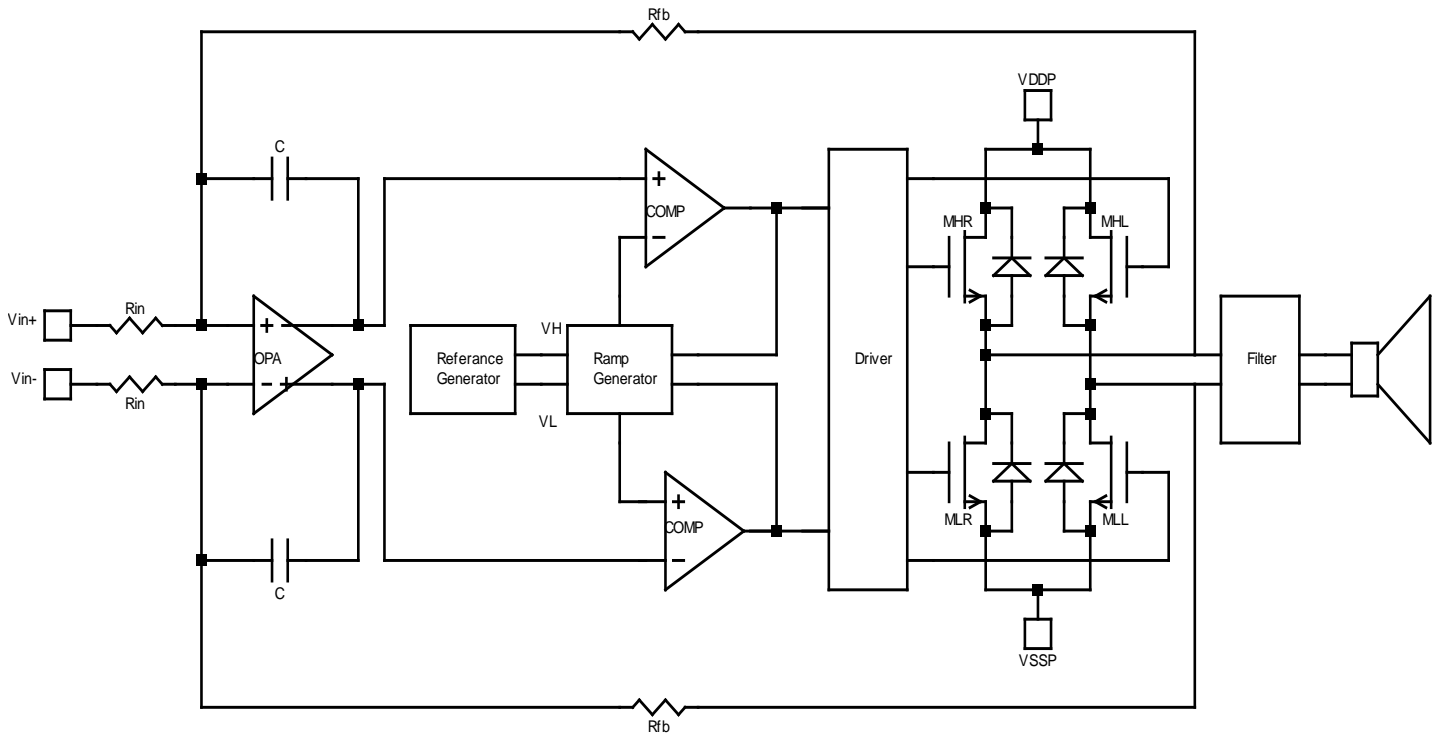 Rfb
VDDP
C
+
COMP
−
MHR
MHL
Vin+
Rin
+
−
OPA
−
+
Vin-
Rin
VH
Referance
Generator
Ramp
Generator
VL
Driver
Filter
+
COMP
−
MLR
MLL
C
VSSP
Rfb